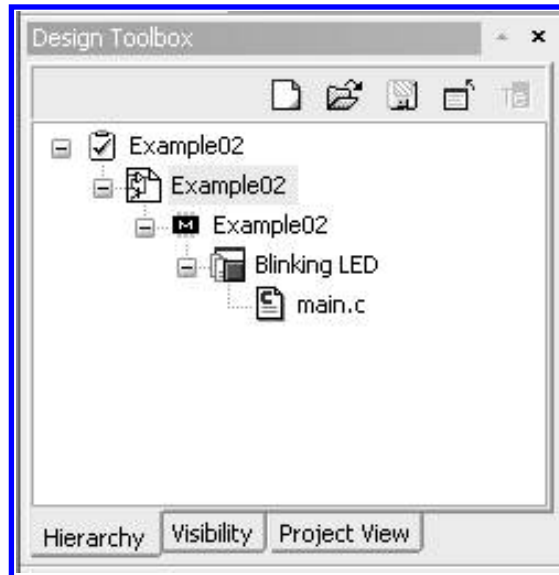 Design Toolbox
Example02
Example02
Example02
Blinking LED
main.c
Hierarchy Visibility Project View